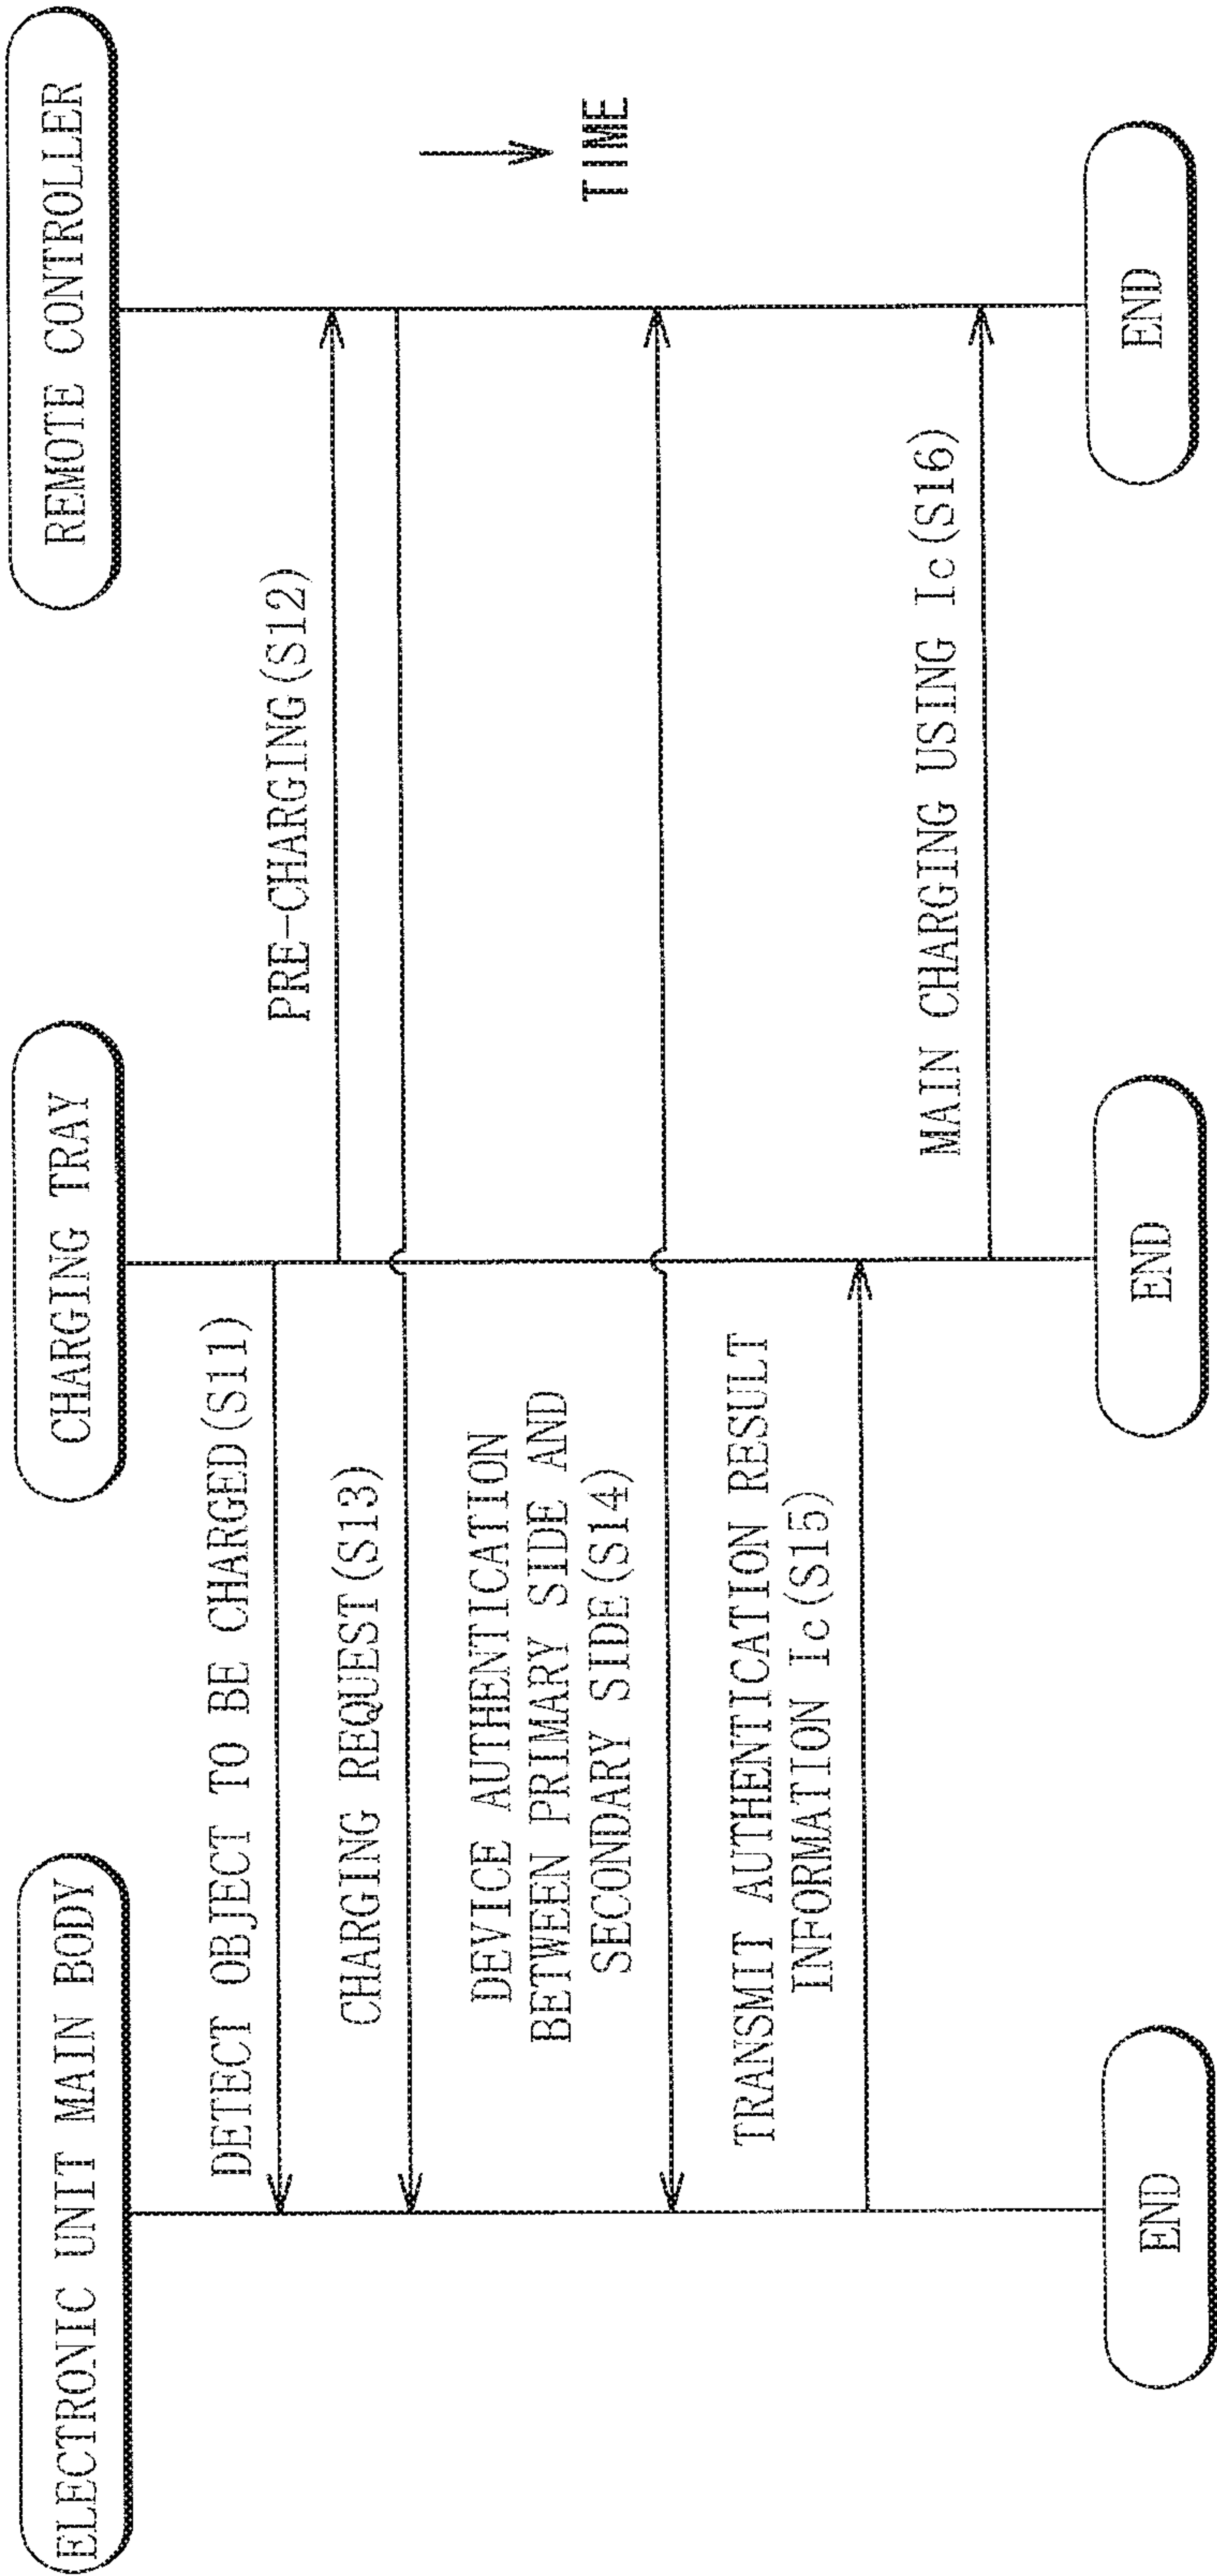 ELECTRONIC UNIT MAIN BODY
CHARGING TRAY
REMOTE CONTROLLER
DETECT OBJECT TO BE CHARGED(S11)
PRE-CHARGING(S12)
CHARGING REQUEST(S13)
TIME
DEVICE AUTHENTICATION
BETWEEN PRIMARY SIDE AND
SECONDARY SIDE(S14)
TRANSMIT AUTHENTICATION RESULT
INFORMATION Ic(S15)
MAIN CHARGING USING Ic(S16)
END
END
END